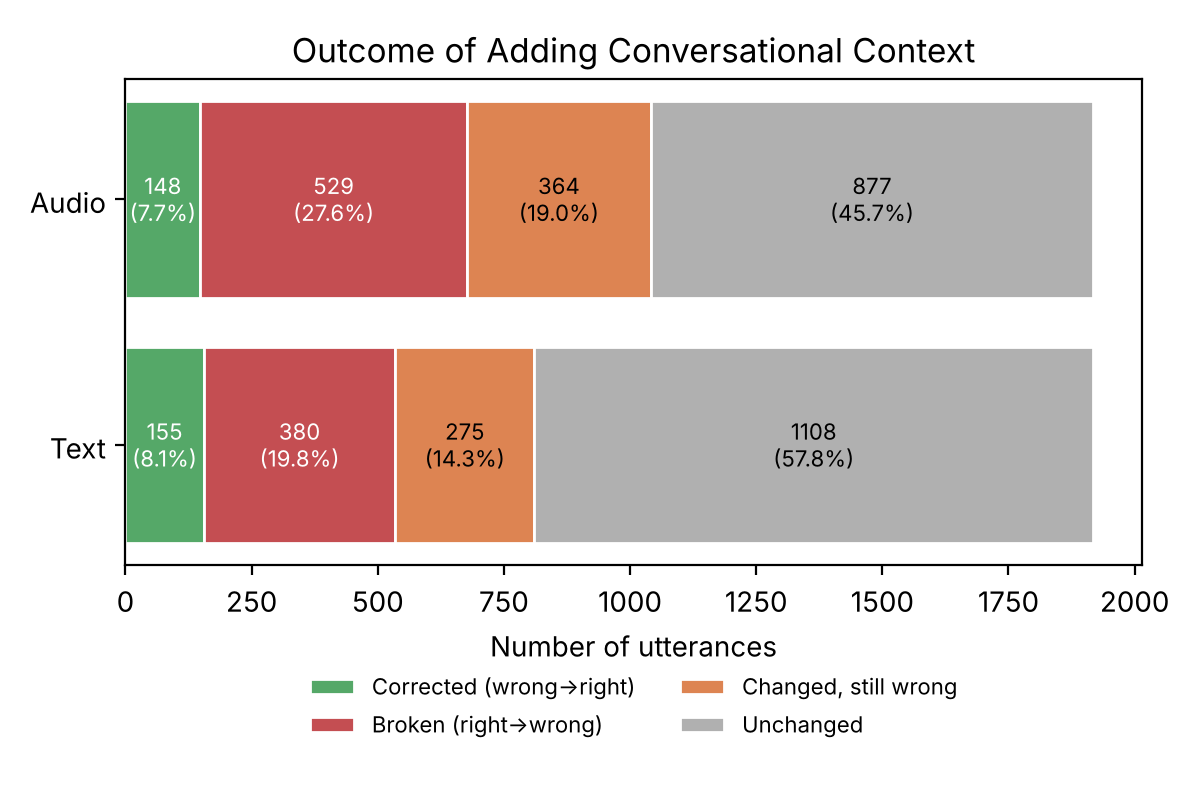 Outcome of Adding Conversational Context
Audio
148
(7.7%)
529
(27.6%)
364
(19.0%)
877
(45.7%)
Text
155
(8.1%)
380
(19.8%)
275
(14.3%)
1108
(57.8%)
0 250 500 750 1000 1250 1500 1750 2000
Number of utterances
Corrected (wrong→right)
Broken (right→wrong)
Changed, still wrong
Unchanged